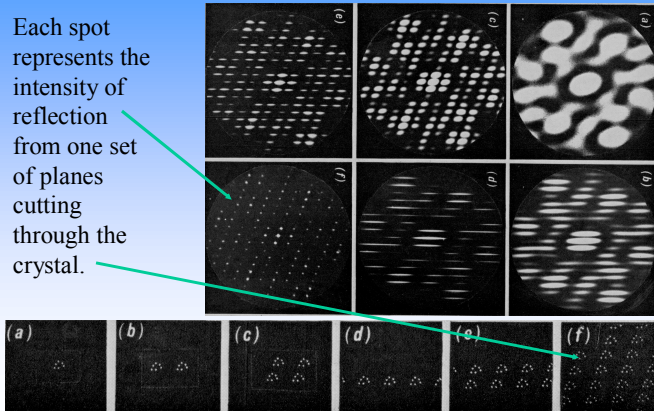 Each spot
represents the
intensity of
reflection
from one set
of planes
cutting
through the
crystal.
(e)
(c)
(a)
(f)
(d)
(b)
(a)
(b)
(c)
(d)
(e)
(f)